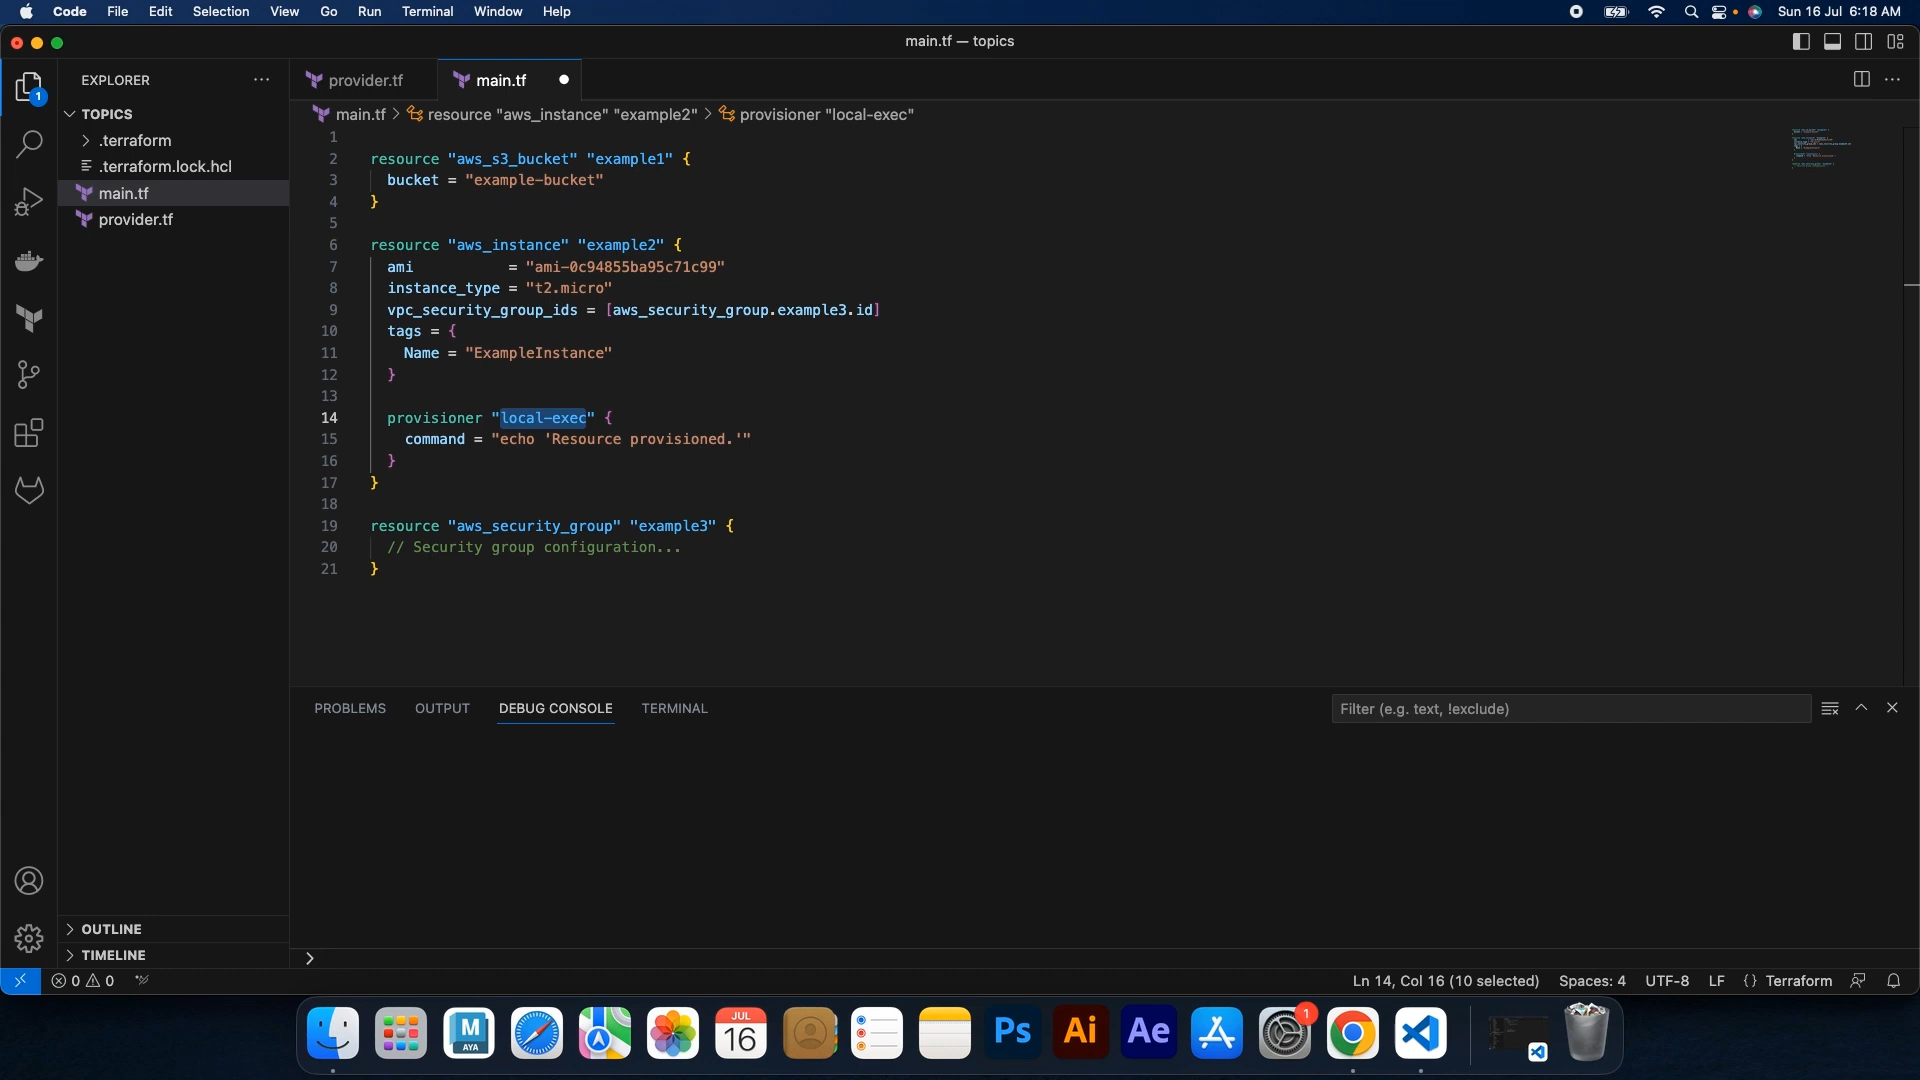 Code File Edit Selection View Go Run Terminal Window Help
Sun 16 Jul 6:18 AM
main.tf — topics
EXPLORER
provider.tf
main.tf
1
TOPICS
main.tf > resource "aws_instance" "example2" > provisioner "local-exec"
.terraform
.terraform.lock.hcl
main.tf
provider.tf
1
2 resource "aws_s3_bucket" "example1" {
3 bucket = "example-bucket"
4 }
5
6 resource "aws_instance" "example2" {
7 ami = "ami-0c94855ba95c71c99"
8 instance_type = "t2.micro"
9 vpc_security_group_ids = [aws_security_group.example3.id]
10 tags = {
11 Name = "ExampleInstance"
12 }
13
14 provisioner "local-exec" {
15 command = "echo 'Resource provisioned.'"
16 }
17 }
18
19 resource "aws_security_group" "example3" {
20 // Security group configuration...
21 }
PROBLEMS OUTPUT DEBUG CONSOLE TERMINAL
Filter (e.g. text, !exclude)
OUTLINE
TIMELINE
0 0
Ln 14, Col 16 (10 selected) Spaces: 4 UTF-8 LF {} Terraform
M
AYA
JUL
16
Ps
Ai
Ae
1